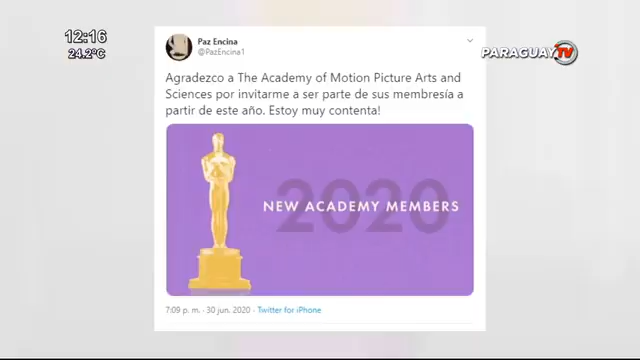 12:16
24.2°C
PARAGUAY TV
Paz Encina
@PazEncina1
Agradezco a The Academy of Motion Picture Arts and
Sciences por invitarme a ser parte de sus membresía a
partir de este año. Estoy muy contenta!
2020
NEW ACADEMY MEMBERS
7:09 p. m. · 30 jun. 2020 · Twitter for iPhone